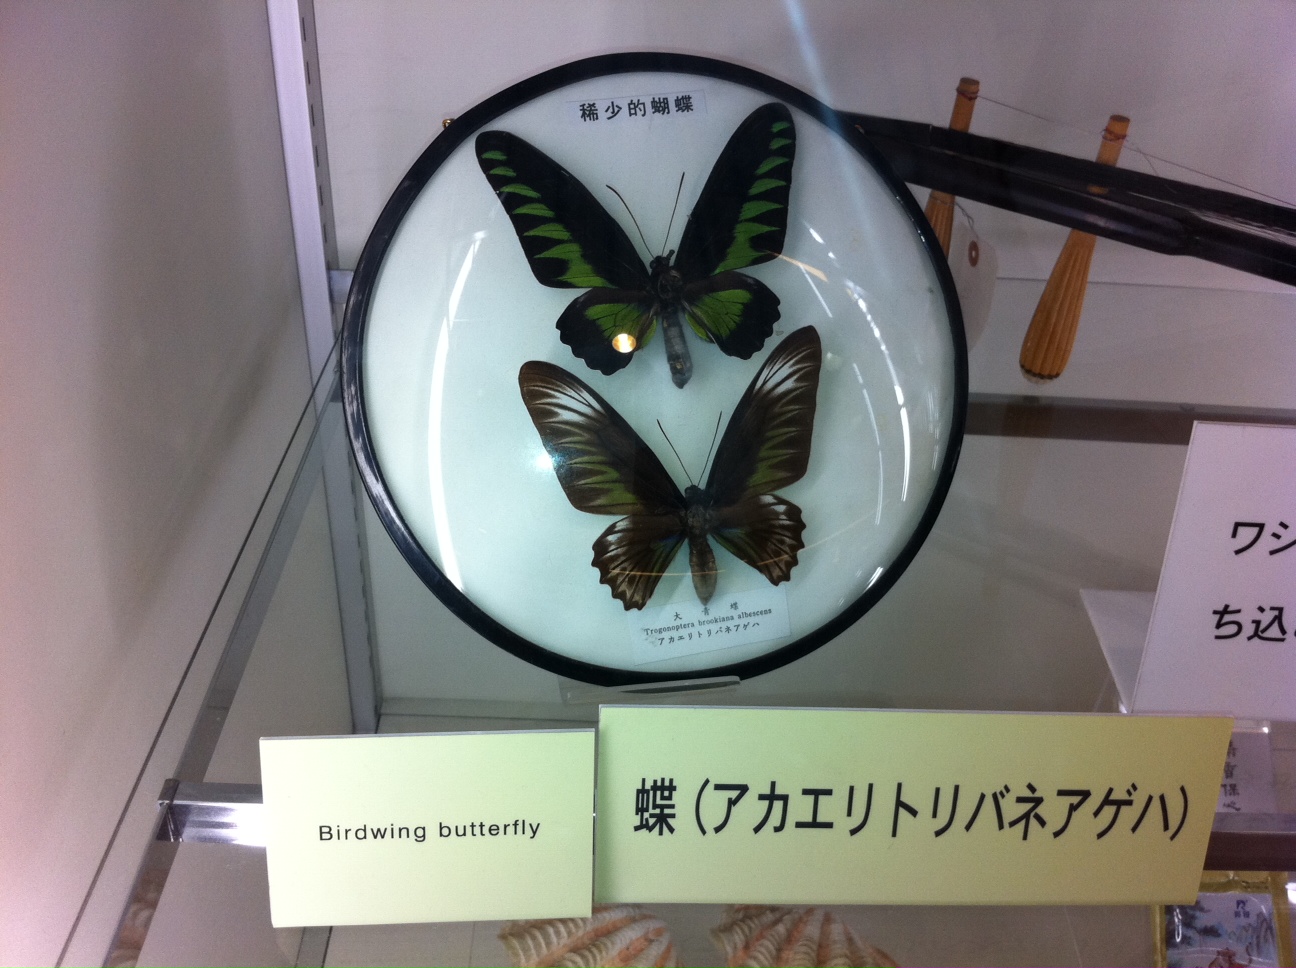 稀少的蝴蝶
大青蝶
Trogonoptera brookiana albescens
アカエリトリバネアゲハ
Birdwing butterfly
蝶(アカエリトリバネアゲハ)
ワシ
ち込